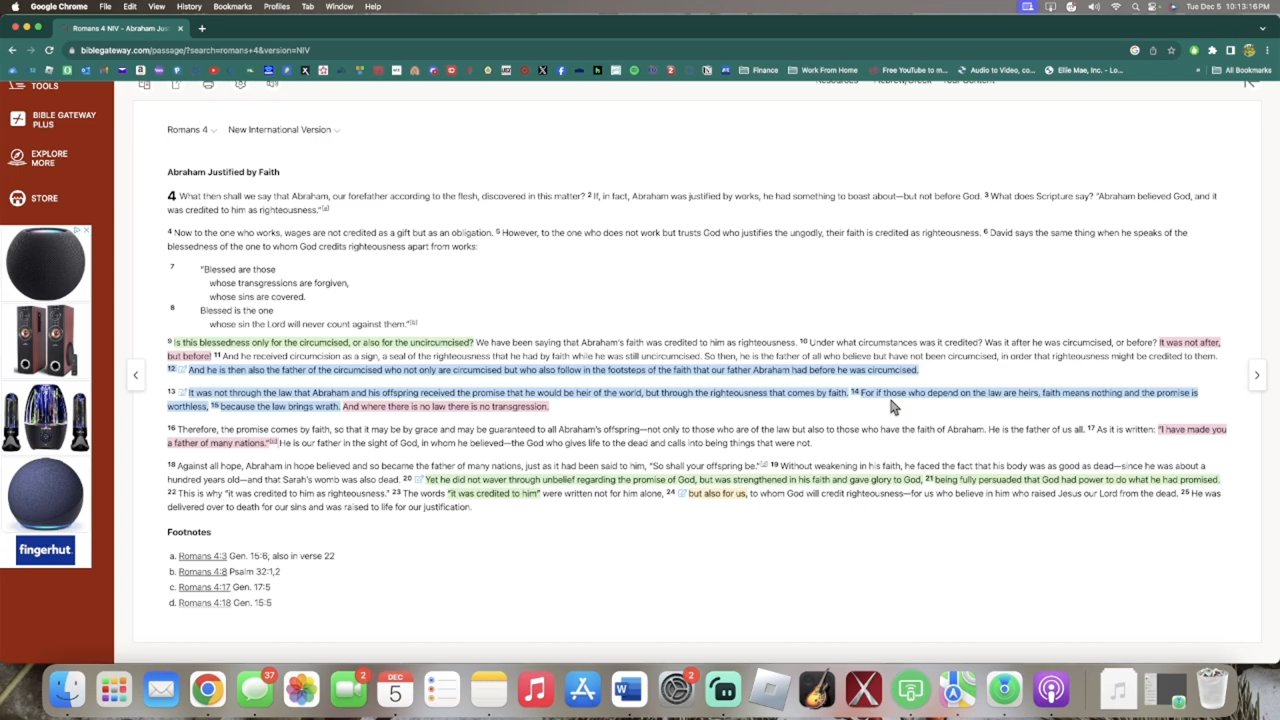 Google Chrome File Edit View History Bookmarks Profiles Tab Window Help Tue Dec 5 10:13:16 PM
Romans 4 NIV - Abraham Jus
biblegateway.com/passage/?search=romans+4&version=NIV
Finance Work From Home Free YouTube to m... Audio to Video, co... Ellie Mae, Inc. - Lo... » All Bookmarks
TOOLS
BIBLE GATEWAY
PLUS
EXPLORE
MORE
STORE
fingerhut
Romans 4 New International Version
Abraham Justified by Faith
4 What then shall we say that Abraham, our forefather according to the flesh, discovered in this matter? 2 If, in fact, Abraham was justified by works, he had something to boast about—but not before God. 3 What does Scripture say? “Abraham believed God, and it
was credited to him as righteousness.”[a]
4 Now to the one who works, wages are not credited as a gift but as an obligation. 5 However, to the one who does not work but trusts God who justifies the ungodly, their faith is credited as righteousness. 6 David says the same thing when he speaks of the
blessedness of the one to whom God credits righteousness apart from works:
7 “Blessed are those
whose transgressions are forgiven,
whose sins are covered.
8 Blessed is the one
whose sin the Lord will never count against them.”[b]
9 Is this blessedness only for the circumcised, or also for the uncircumcised? We have been saying that Abraham’s faith was credited to him as righteousness. 10 Under what circumstances was it credited? Was it after he was circumcised, or before? It was not after,
but before! 11 And he received circumcision as a sign, a seal of the righteousness that he had by faith while he was still uncircumcised. So then, he is the father of all who believe but have not been circumcised, in order that righteousness might be credited to them.
12 And he is then also the father of the circumcised who not only are circumcised but who also follow in the footsteps of the faith that our father Abraham had before he was circumcised.
13 It was not through the law that Abraham and his offspring received the promise that he would be heir of the world, but through the righteousness that comes by faith. 14 For if those who depend on the law are heirs, faith means nothing and the promise is
worthless, 15 because the law brings wrath. And where there is no law there is no transgression.
16 Therefore, the promise comes by faith, so that it may be by grace and may be guaranteed to all Abraham’s offspring—not only to those who are of the law but also to those who have the faith of Abraham. He is the father of us all. 17 As it is written: “I have made you
a father of many nations.”[c] He is our father in the sight of God, in whom he believed—the God who gives life to the dead and calls into being things that were not.
18 Against all hope, Abraham in hope believed and so became the father of many nations, just as it had been said to him, “So shall your offspring be.”[d] 19 Without weakening in his faith, he faced the fact that his body was as good as dead—since he was about a
hundred years old—and that Sarah’s womb was also dead. 20 Yet he did not waver through unbelief regarding the promise of God, but was strengthened in his faith and gave glory to God, 21 being fully persuaded that God had power to do what he had promised.
22 This is why “it was credited to him as righteousness.” 23 The words “it was credited to him” were written not for him alone, 24 but also for us, to whom God will credit righteousness—for us who believe in him who raised Jesus our Lord from the dead. 25 He was
delivered over to death for our sins and was raised to life for our justification.
Footnotes
a. Romans 4:3 Gen. 15:6; also in verse 22
b. Romans 4:8 Psalm 32:1,2
c. Romans 4:17 Gen. 17:5
d. Romans 4:18 Gen. 15:5
37 2 DEC 5 2